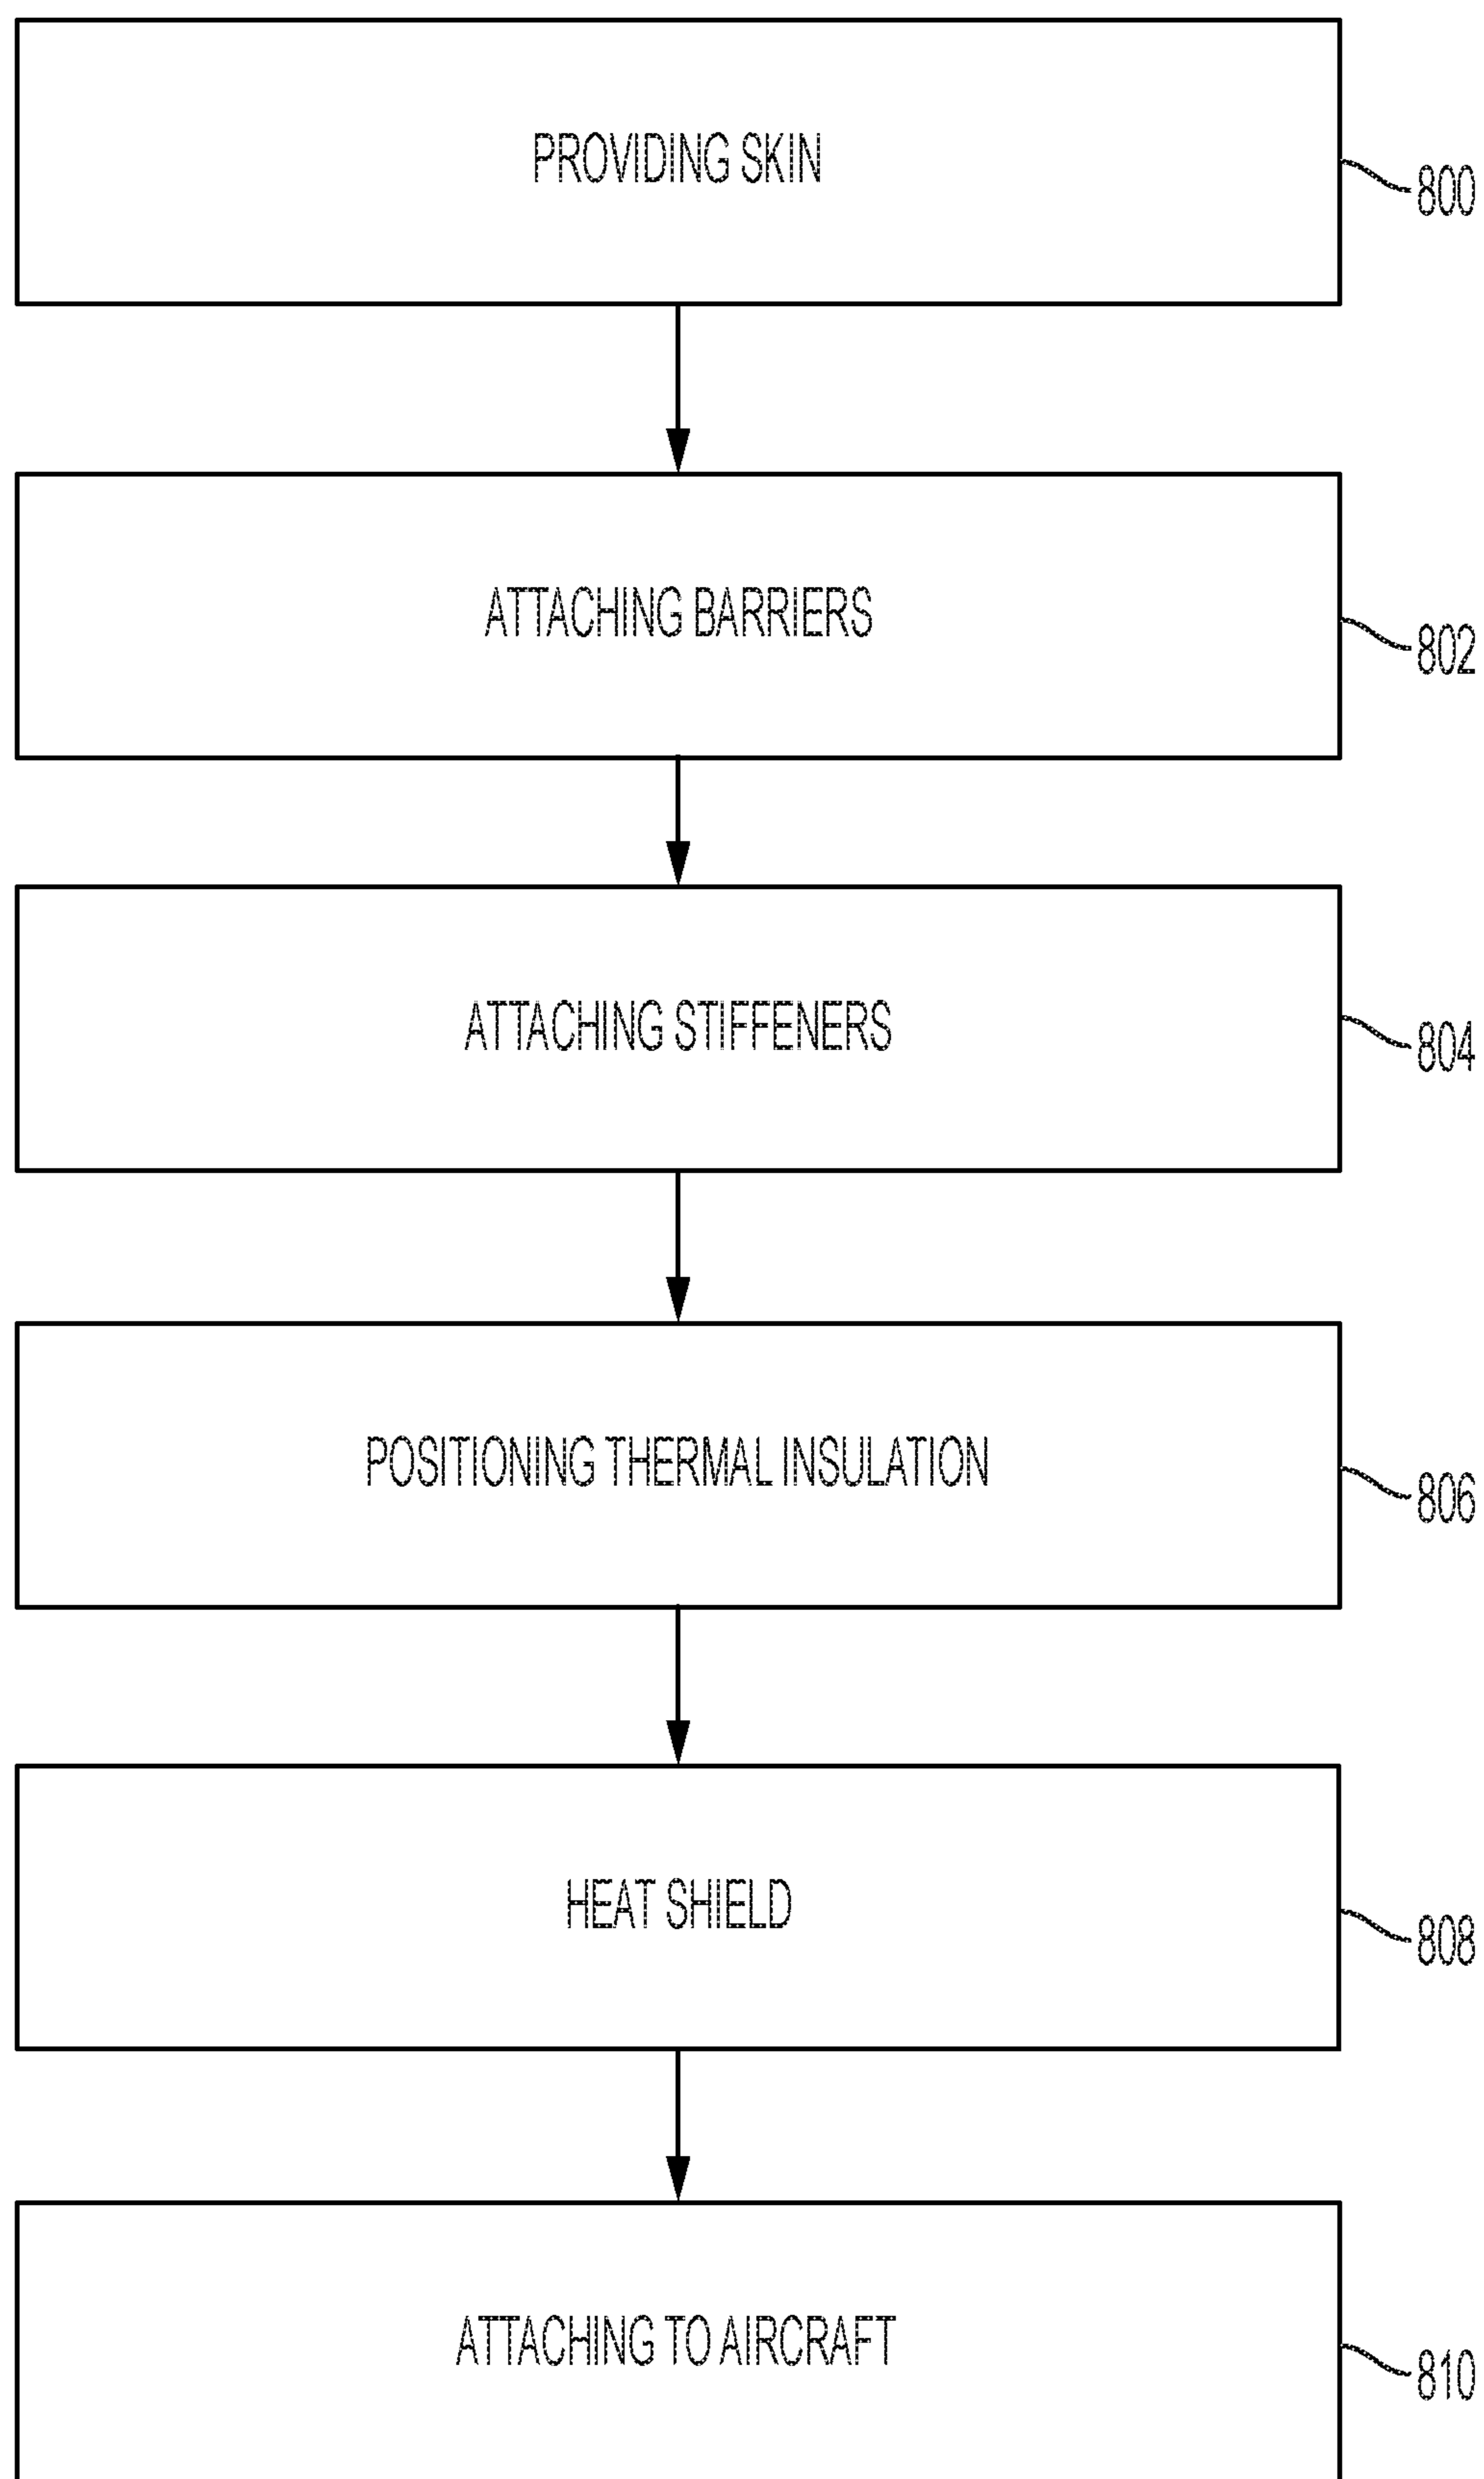 PROVIDING SKIN
800
ATTACHING BARRIERS
802
ATTACHING STIFFENERS
804
POSITIONING THERMAL INSULATION
806
HEAT SHIELD
808
ATTACHING TO AIRCRAFT
810